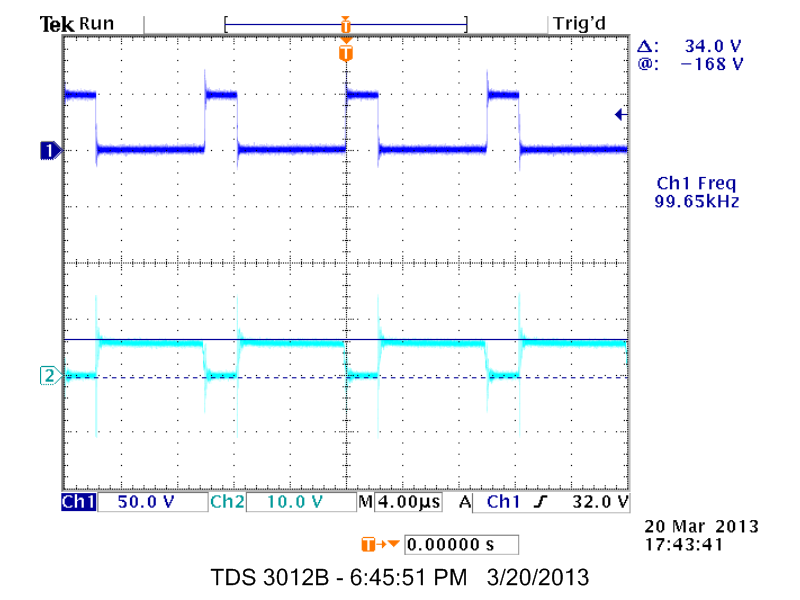 Tek Run
Trig'd
T
T
Δ: 34.0 V
@: −168 V
1
Ch1 Freq
99.65kHz
2
Ch1 50.0 V Ch2 10.0 V M 4.00μs A Ch1 ƒ 32.0 V
T→▼ 0.00000 s
20 Mar 2013
17:43:41
TDS 3012B - 6:45:51 PM 3/20/2013